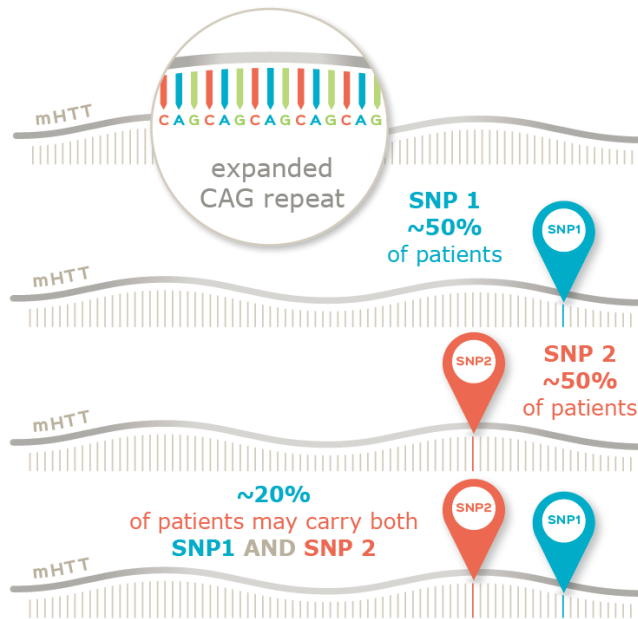 mHTT
CAGCAGCAGCAGCAG
expanded
CAG repeat
SNP 1
~50%
of patients
SNP1
mHTT
SNP2
SNP 2
~50%
of patients
mHTT
~20%
of patients may carry both
SNP1 AND SNP 2
SNP2
SNP1
mHTT